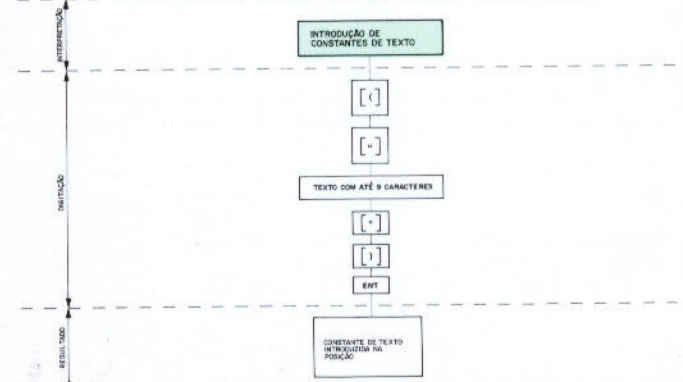 INTERPRETAÇÃO
INTRODUÇÃO DE
CONSTANTES DE TEXTO
DIGITAÇÃO
[(]
["]
TEXTO COM ATÉ 9 CARACTERES
["]
[)]
ENT
RESULTADO
CONSTANTE DE TEXTO
INTRODUZIDA NA
POSIÇÃO